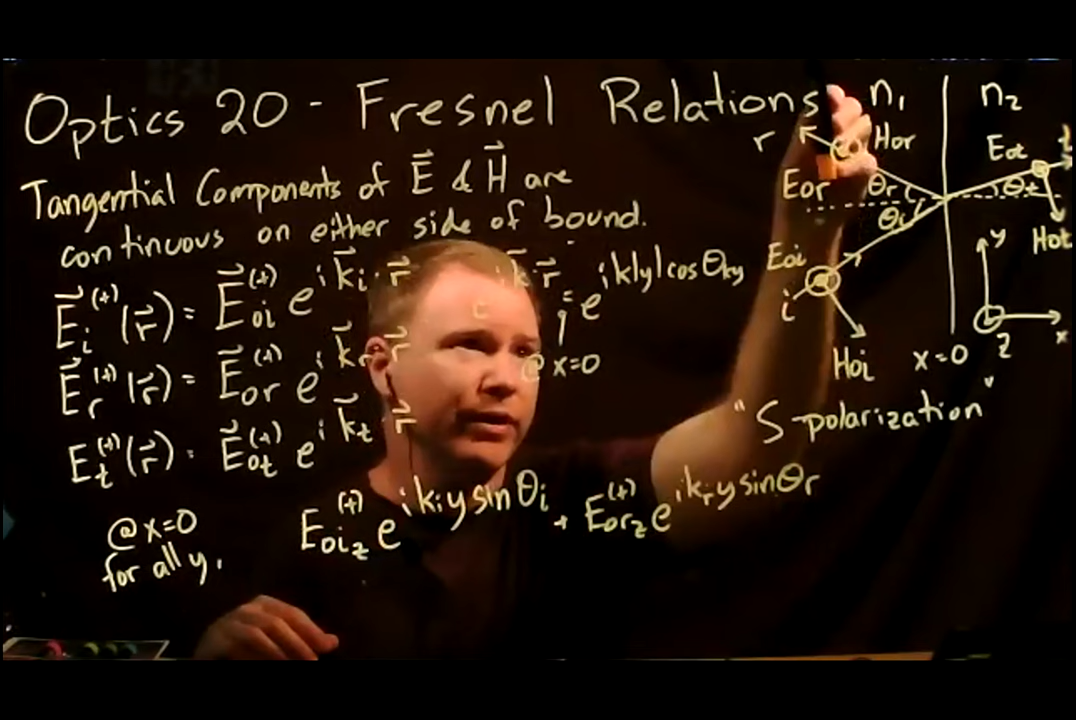 Optics 20 - Fresnel Relations
Tangential Components of E⃗ & H⃗ are
continuous on either side of bound.
E⃗ᵢ⁽⁺⁾(r⃗) = E⃗ₒᵢ⁽⁺⁾ e^{i k⃗ᵢ · r⃗}
e^{i k⃗ · r⃗} = e^{i|k||y| cos θₖy}
@ x=0
E⃗ᵣ⁽⁺⁾(r⃗) = E⃗ₒᵣ⁽⁺⁾ e^{i k⃗ᵣ · r⃗}
Eₜ⁽⁺⁾(r⃗) = E⃗ₒₜ⁽⁺⁾ e^{i k⃗ₜ · r⃗}
@ x=0
for all y,
Eₒᵢz⁽⁺⁾ e^{i kᵢ y sin θᵢ} + Eₒᵣz⁽⁺⁾ e^{i kᵣ y sin θᵣ}
n₁ n₂
r Hor
Eot
Eor θr θt
θi
y Hot
Eoi
i
z x
Hoi x=0
"S-polarization"